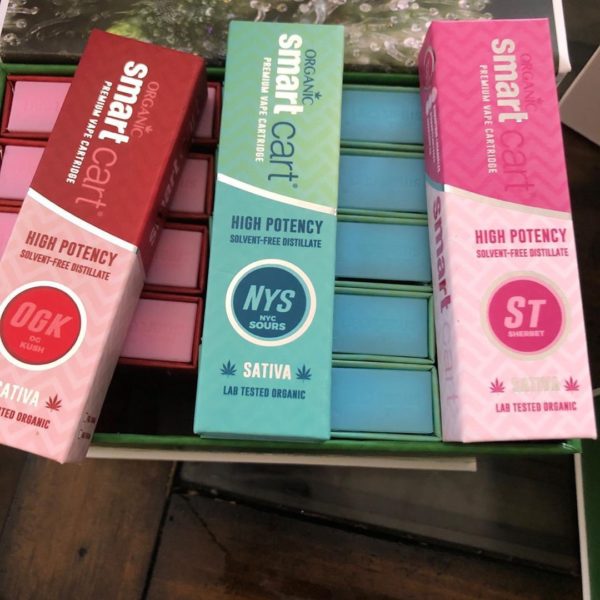 ORGANIC
smart cart
PREMIUM VAPE CARTRIDGE
HIGH POTENCY
SOLVENT-FREE DISTILLATE
OGK
OG
KUSH
SATIVA
TESTED ORGANIC
ORGANIC
smart cart®
PREMIUM VAPE CARTRIDGE
HIGH POTENCY
SOLVENT-FREE DISTILLATE
NYS
NYC
SOURS
SATIVA
LAB TESTED ORGANIC
ORGANIC
smart cart®
PREMIUM VAPE CARTRIDGE
smart cart
HIGH POTENCY
SOLVENT-FREE DISTILLATE
ST
SHERBET
SATIVA
LAB TESTED ORGANIC